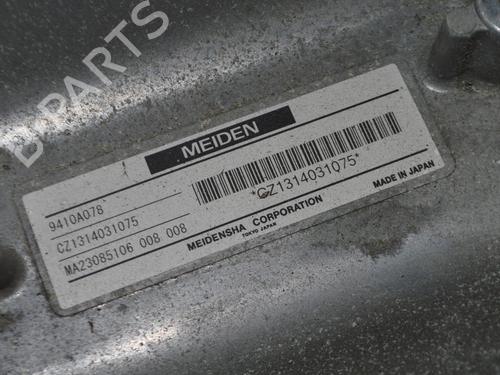 B-PARTS
MEIDEN
9410A078
CZ1314031075
MA23085106 008 008
*CZ1314031075*
MEIDENSHA CORPORATION
TOKYO JAPAN
MADE IN JAPAN